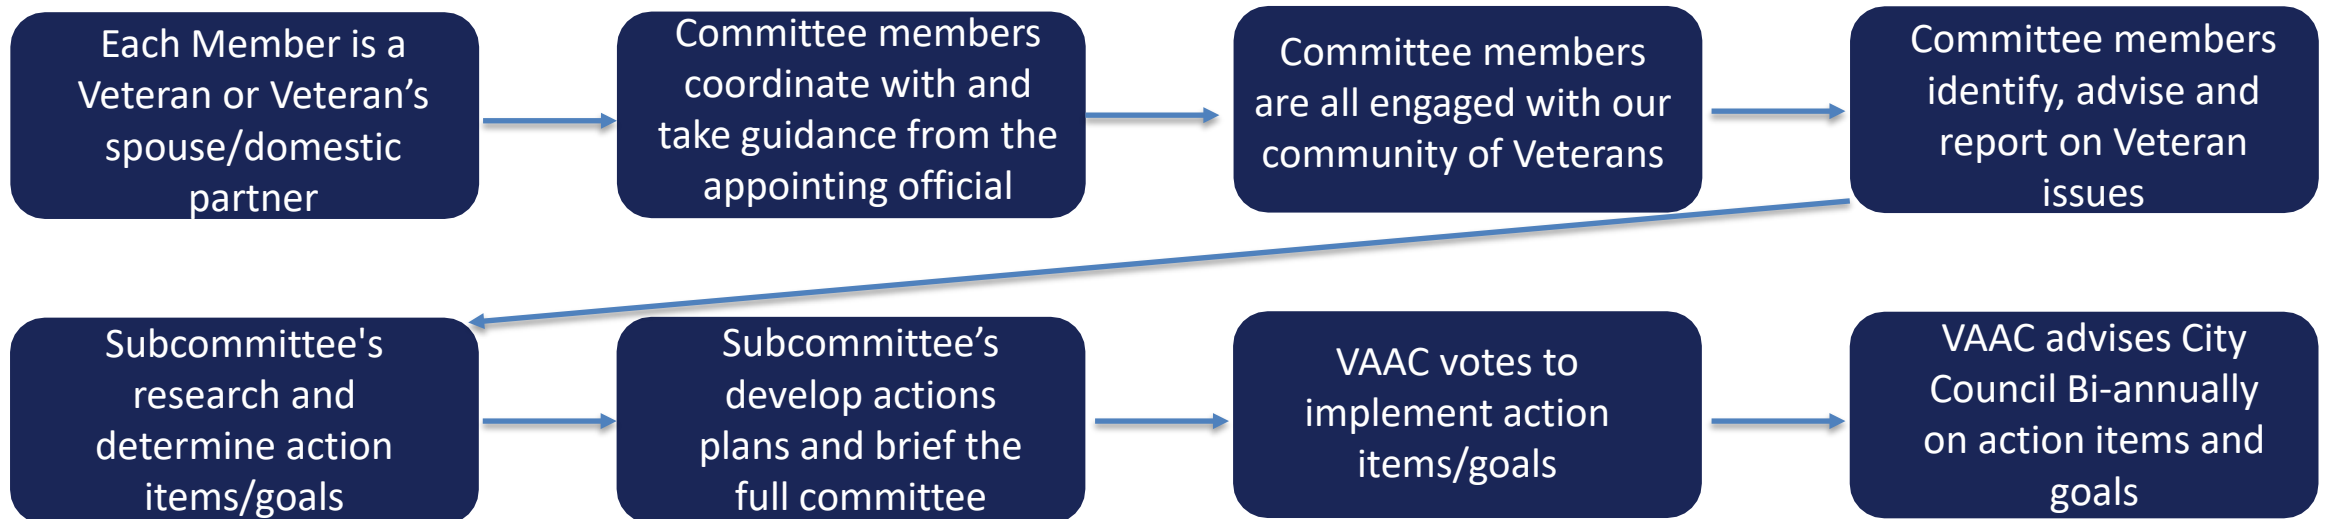 Each Member is a
Veteran or Veteran’s
spouse/domestic
partner
Committee members
coordinate with and
take guidance from the
appointing official
Committee members
are all engaged with our
community of Veterans
Committee members
identify, advise and
report on Veteran
issues
Subcommittee's
research and
determine action
items/goals
Subcommittee’s
develop actions
plans and brief the
full committee
VAAC votes to
implement action
items/goals
VAAC advises City
Council Bi-annually
on action items and
goals